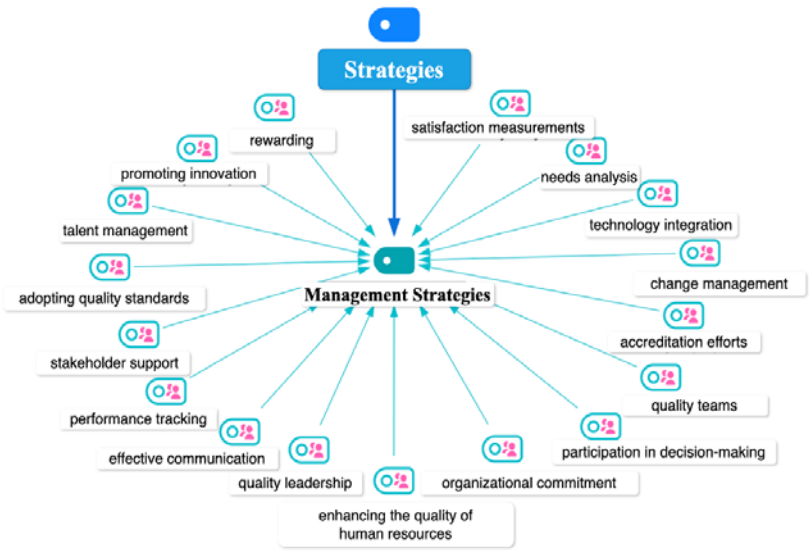 Strategies
satisfaction measurements
rewarding
promoting innovation
needs analysis
talent management
technology integration
adopting quality standards
Management Strategies
change management
stakeholder support
accreditation efforts
performance tracking
quality teams
effective communication
participation in decision-making
quality leadership
organizational commitment
enhancing the quality of
human resources